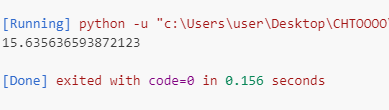 [Running] python -u "c:\Users\user\Desktop\CHTOOOO
15.635636593872123
[Done] exited with code=0 in 0.156 seconds